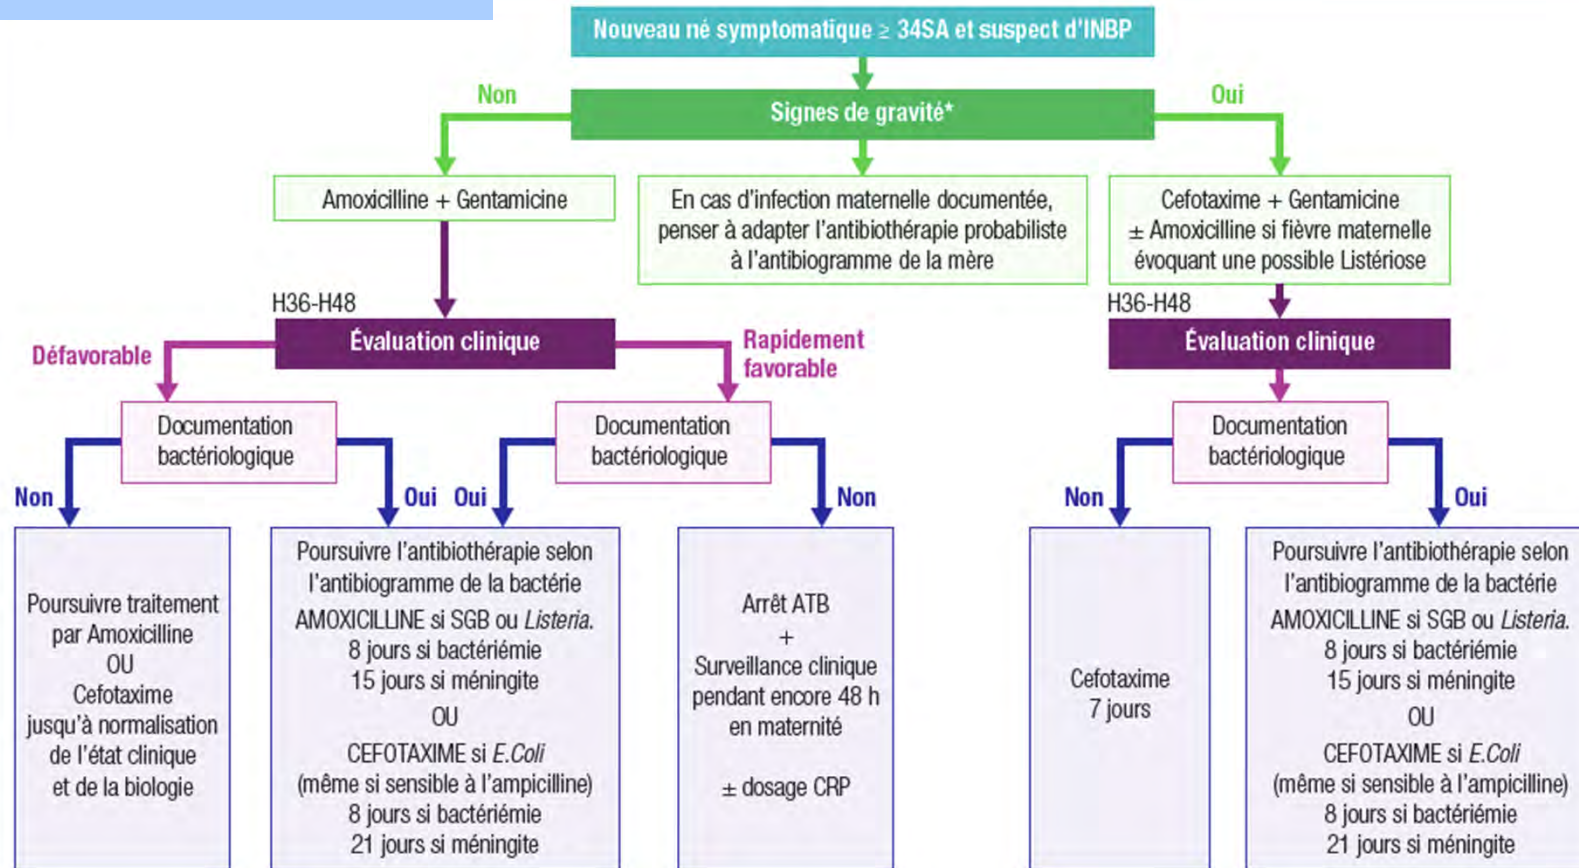 Nouveau né symptomatique ≥ 34SA et suspect d'INBP
Non
Signes de gravité*
Oui
Amoxicilline + Gentamicine
En cas d'infection maternelle documentée,
penser à adapter l'antibiothérapie probabiliste
à l'antibiogramme de la mère
Cefotaxime + Gentamicine
± Amoxicilline si fièvre maternelle
évoquant une possible Listériose
H36-H48
Évaluation clinique
H36-H48
Évaluation clinique
Défavorable
Rapidement
favorable
Documentation
bactériologique
Documentation
bactériologique
Documentation
bactériologique
Non
Oui
Oui
Non
Non
Oui
Poursuivre traitement
par Amoxicilline
OU
Cefotaxime
jusqu'à normalisation
de l'état clinique
et de la biologie
Poursuivre l'antibiothérapie selon
l'antibiogramme de la bactérie
AMOXICILLINE si SGB ou Listeria.
8 jours si bactériémie
15 jours si méningite
OU
CEFOTAXIME si E.Coli
(même si sensible à l'ampicilline)
8 jours si bactériémie
21 jours si méningite
Arrêt ATB
+
Surveillance clinique
pendant encore 48 h
en maternité
± dosage CRP
Cefotaxime
7 jours
Poursuivre l'antibiothérapie selon
l'antibiogramme de la bactérie
AMOXICILLINE si SGB ou Listeria.
8 jours si bactériémie
15 jours si méningite
OU
CEFOTAXIME si E.Coli
(même si sensible à l'ampicilline)
8 jours si bactériémie
21 jours si méningite